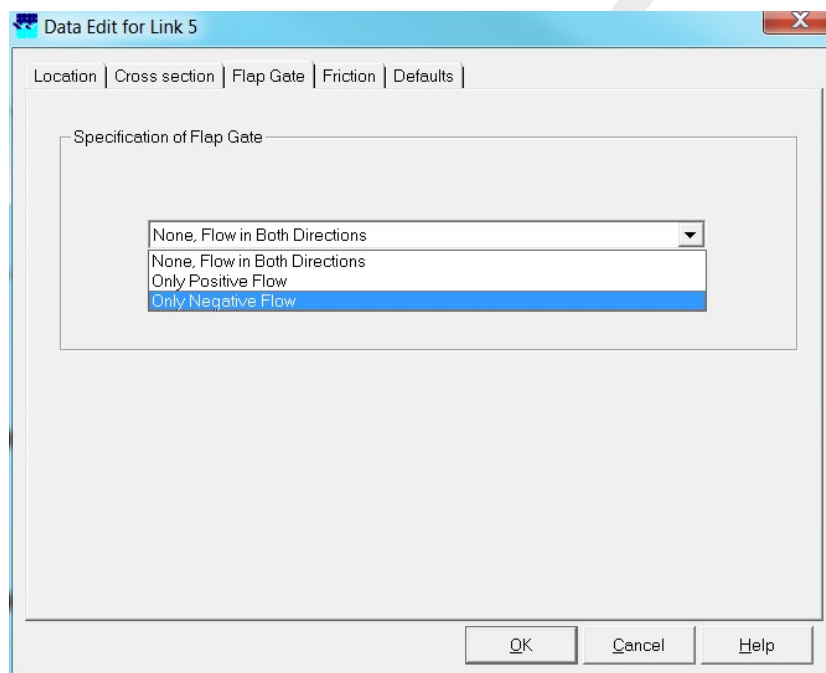 Data Edit for Link 5
X
Location | Cross section | Flap Gate | Friction | Defaults |
Specification of Flap Gate
None, Flow in Both Directions
None, Flow in Both Directions
Only Positive Flow
Only Negative Flow
OK Cancel Help